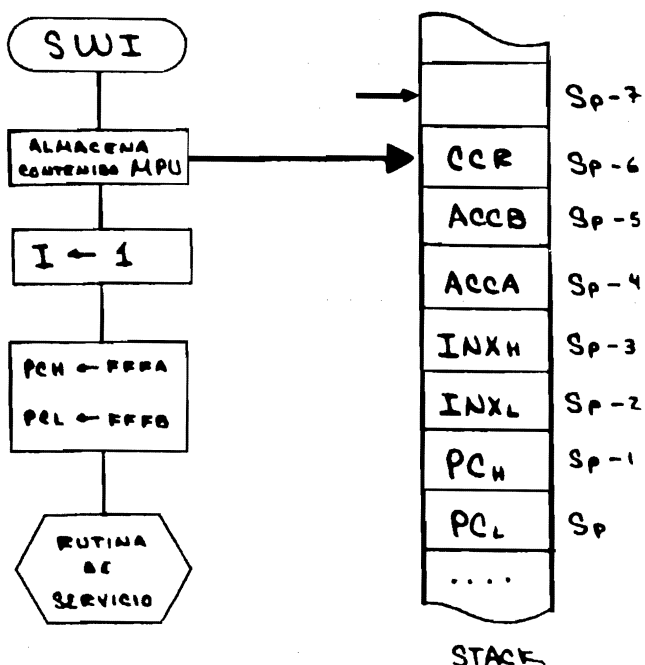 SWI
ALMACENA
CONTENIDO MPU
I ← 1
PCH ← FFFA
PCL ← FFFB
RUTINA
DE
SERVICIO
Sp-7
CCR Sp-6
ACCB Sp-5
ACCA Sp-4
INXH Sp-3
INXL Sp-2
PCH Sp-1
PCL Sp
....
STACK